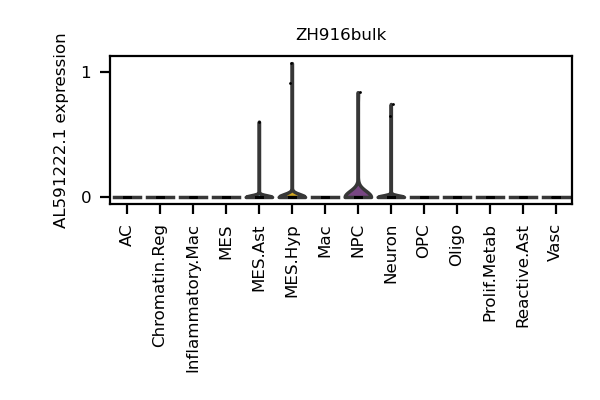 ZH916bulk
AL591222.1 expression
1
0
AC
Chromatin.Reg
Inflammatory.Mac
MES
MES.Ast
MES.Hyp
Mac
NPC
Neuron
OPC
Oligo
Prolif.Metab
Reactive.Ast
Vasc